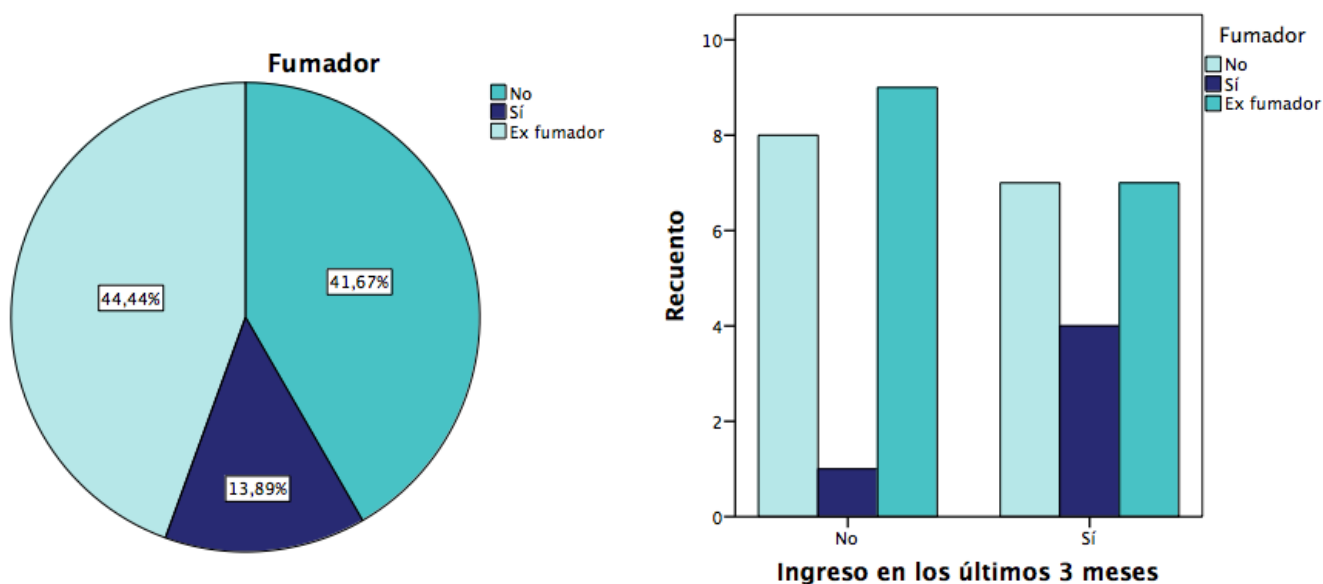 Fumador
No
Sí
Ex fumador
44,44%
41,67%
13,89%
Fumador
No
Sí
Ex fumador
Recuento
10
8
6
4
2
0
No
Sí
Ingreso en los últimos 3 meses